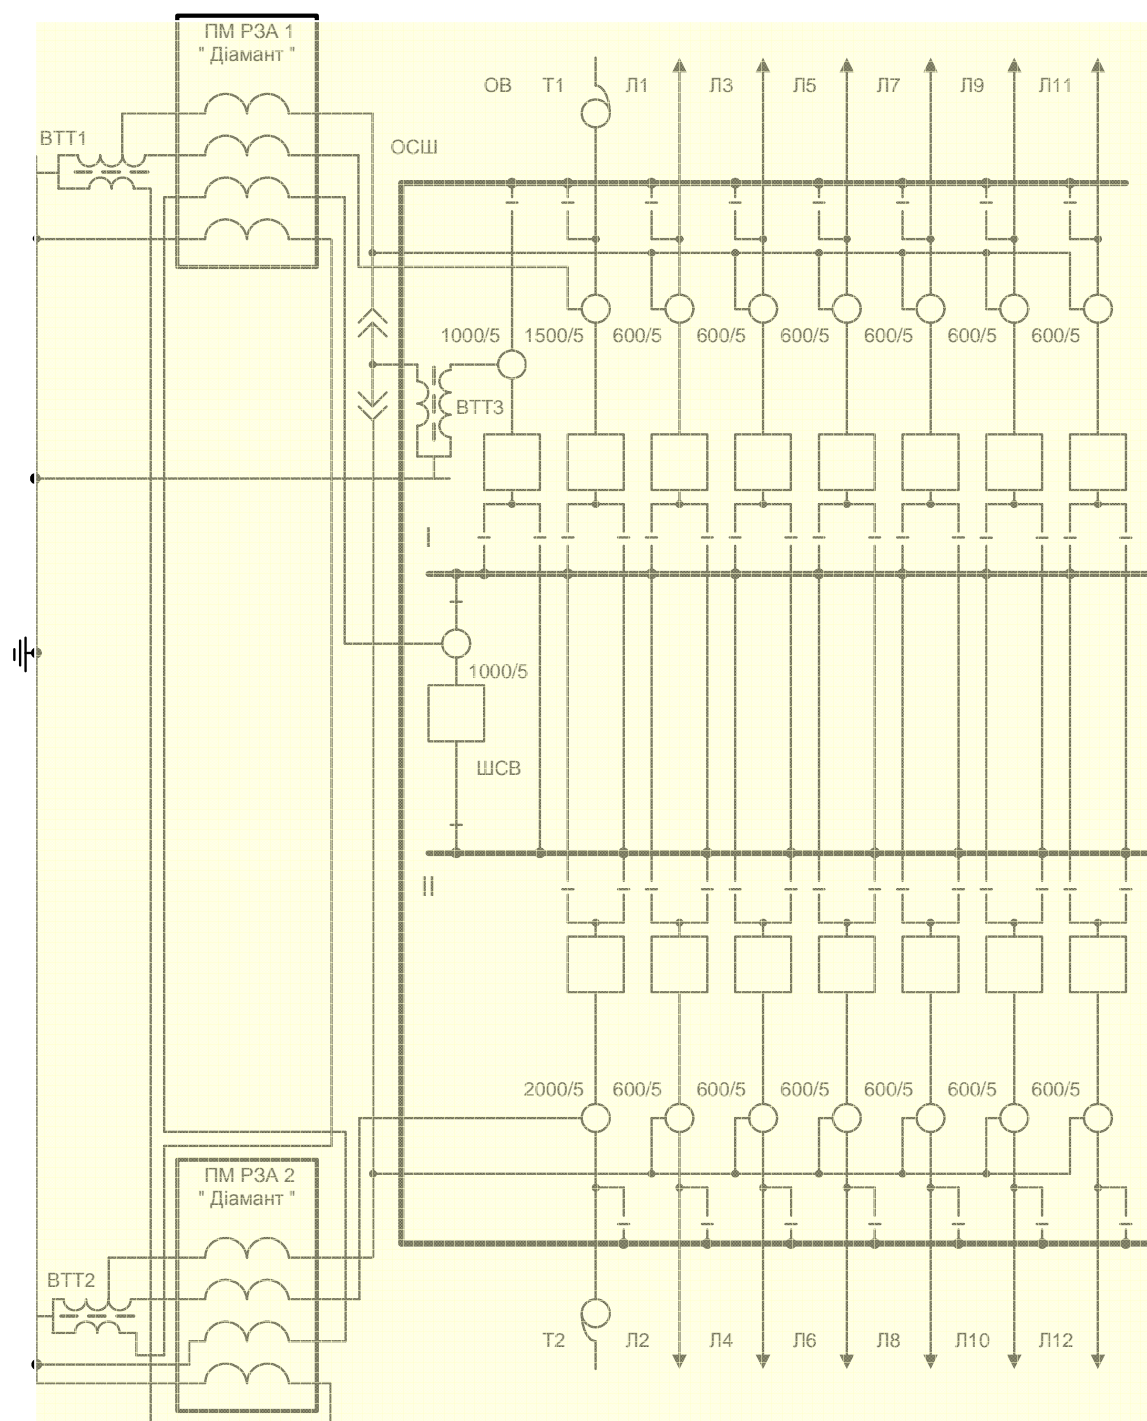 ПМ РЗА 1
" Діамант "
ОВ Т1 Л1 Л3 Л5 Л7 Л9 Л11
ВТТ1
ОСШ
1000/5 1500/5 600/5 600/5 600/5 600/5 600/5 600/5
ВТТ3
I
1000/5
ШСВ
II
2000/5 600/5 600/5 600/5 600/5 600/5 600/5
ПМ РЗА 2
" Діамант "
ВТТ2
Т2 Л2 Л4 Л6 Л8 Л10 Л12